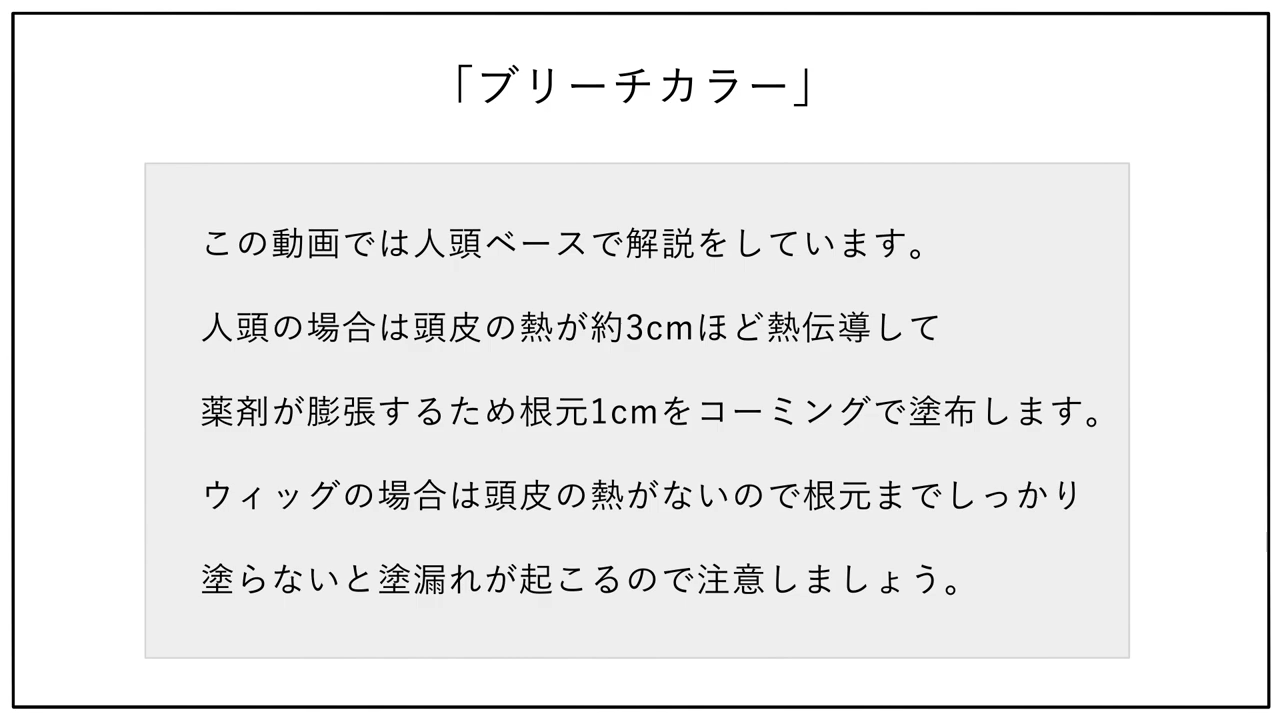 「ブリーチカラー」
この動画では人頭ベースで解説をしています。
人頭の場合は頭皮の熱が約3cmほど熱伝導して
薬剤が膨張するため根元1cmをコーミングで塗布します。
ウィッグの場合は頭皮の熱がないので根元までしっかり
塗らないと塗漏れが起こるので注意しましょう。